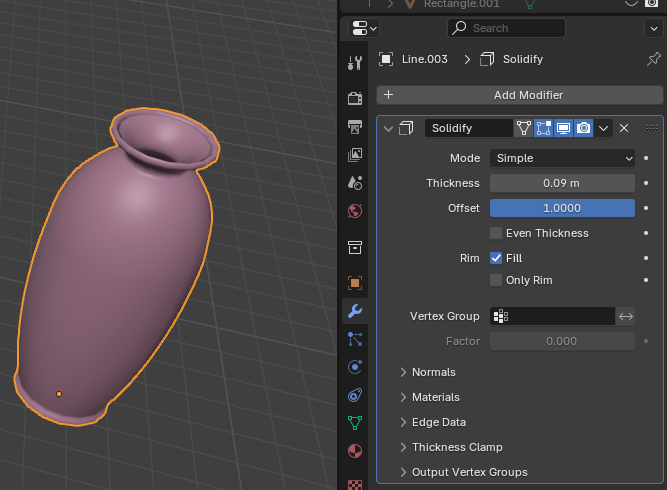 Rectangle.001
Search
Line.003 > Solidify
+ Add Modifier
Solidify
Mode Simple
Thickness 0.09 m
Offset 1.0000
Even Thickness
Rim Fill
Only Rim
Vertex Group
Factor 0.000
Normals
Materials
Edge Data
Thickness Clamp
Output Vertex Groups